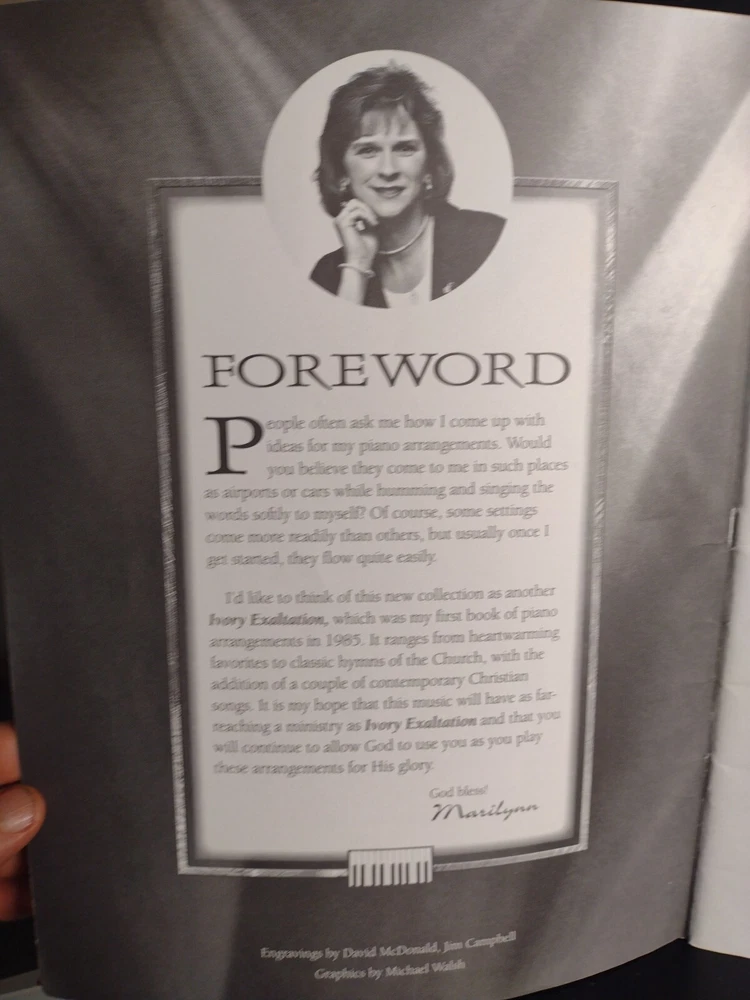 FOREWORD
People often ask me how I come up with
ideas for my piano arrangements. Would
you believe they come to me in such places
as airports or cars while humming and singing the
words softly to myself? Of course, some settings
come more readily than others, but usually once I
get started, they flow quite easily.
I'd like to think of this new collection as another
Ivory Exaltation, which was my first book of piano
arrangements in 1985. It ranges from heartwarming
favorites to classic hymns of the Church, with the
addition of a couple of contemporary Christian
songs. It is my hope that this music will have as far-
reaching a ministry as Ivory Exaltation and that you
will continue to allow God to use you as you play
these arrangements for His glory.
God bless!
Marilynn
Engravings by David McDonald, Jim Campbell
Graphics by Michael Walsh